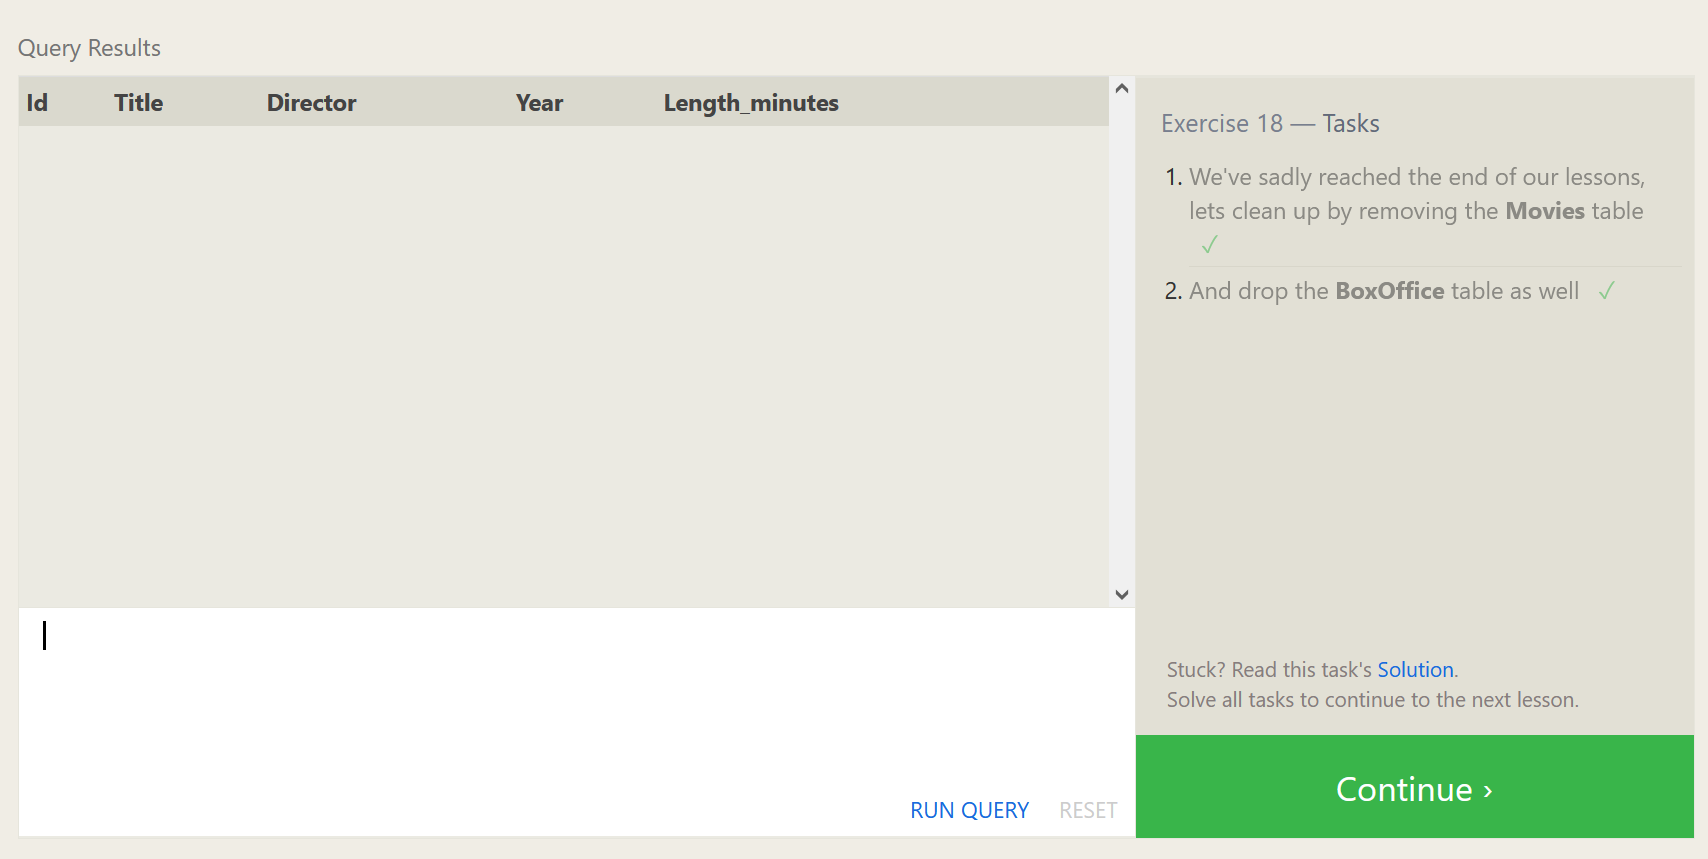 Query Results
Id Title Director Year Length_minutes
Exercise 18 — Tasks
1. We've sadly reached the end of our lessons,
lets clean up by removing the Movies table
✓
2. And drop the BoxOffice table as well ✓
Stuck? Read this task's Solution.
Solve all tasks to continue to the next lesson.
RUN QUERY RESET
Continue ›